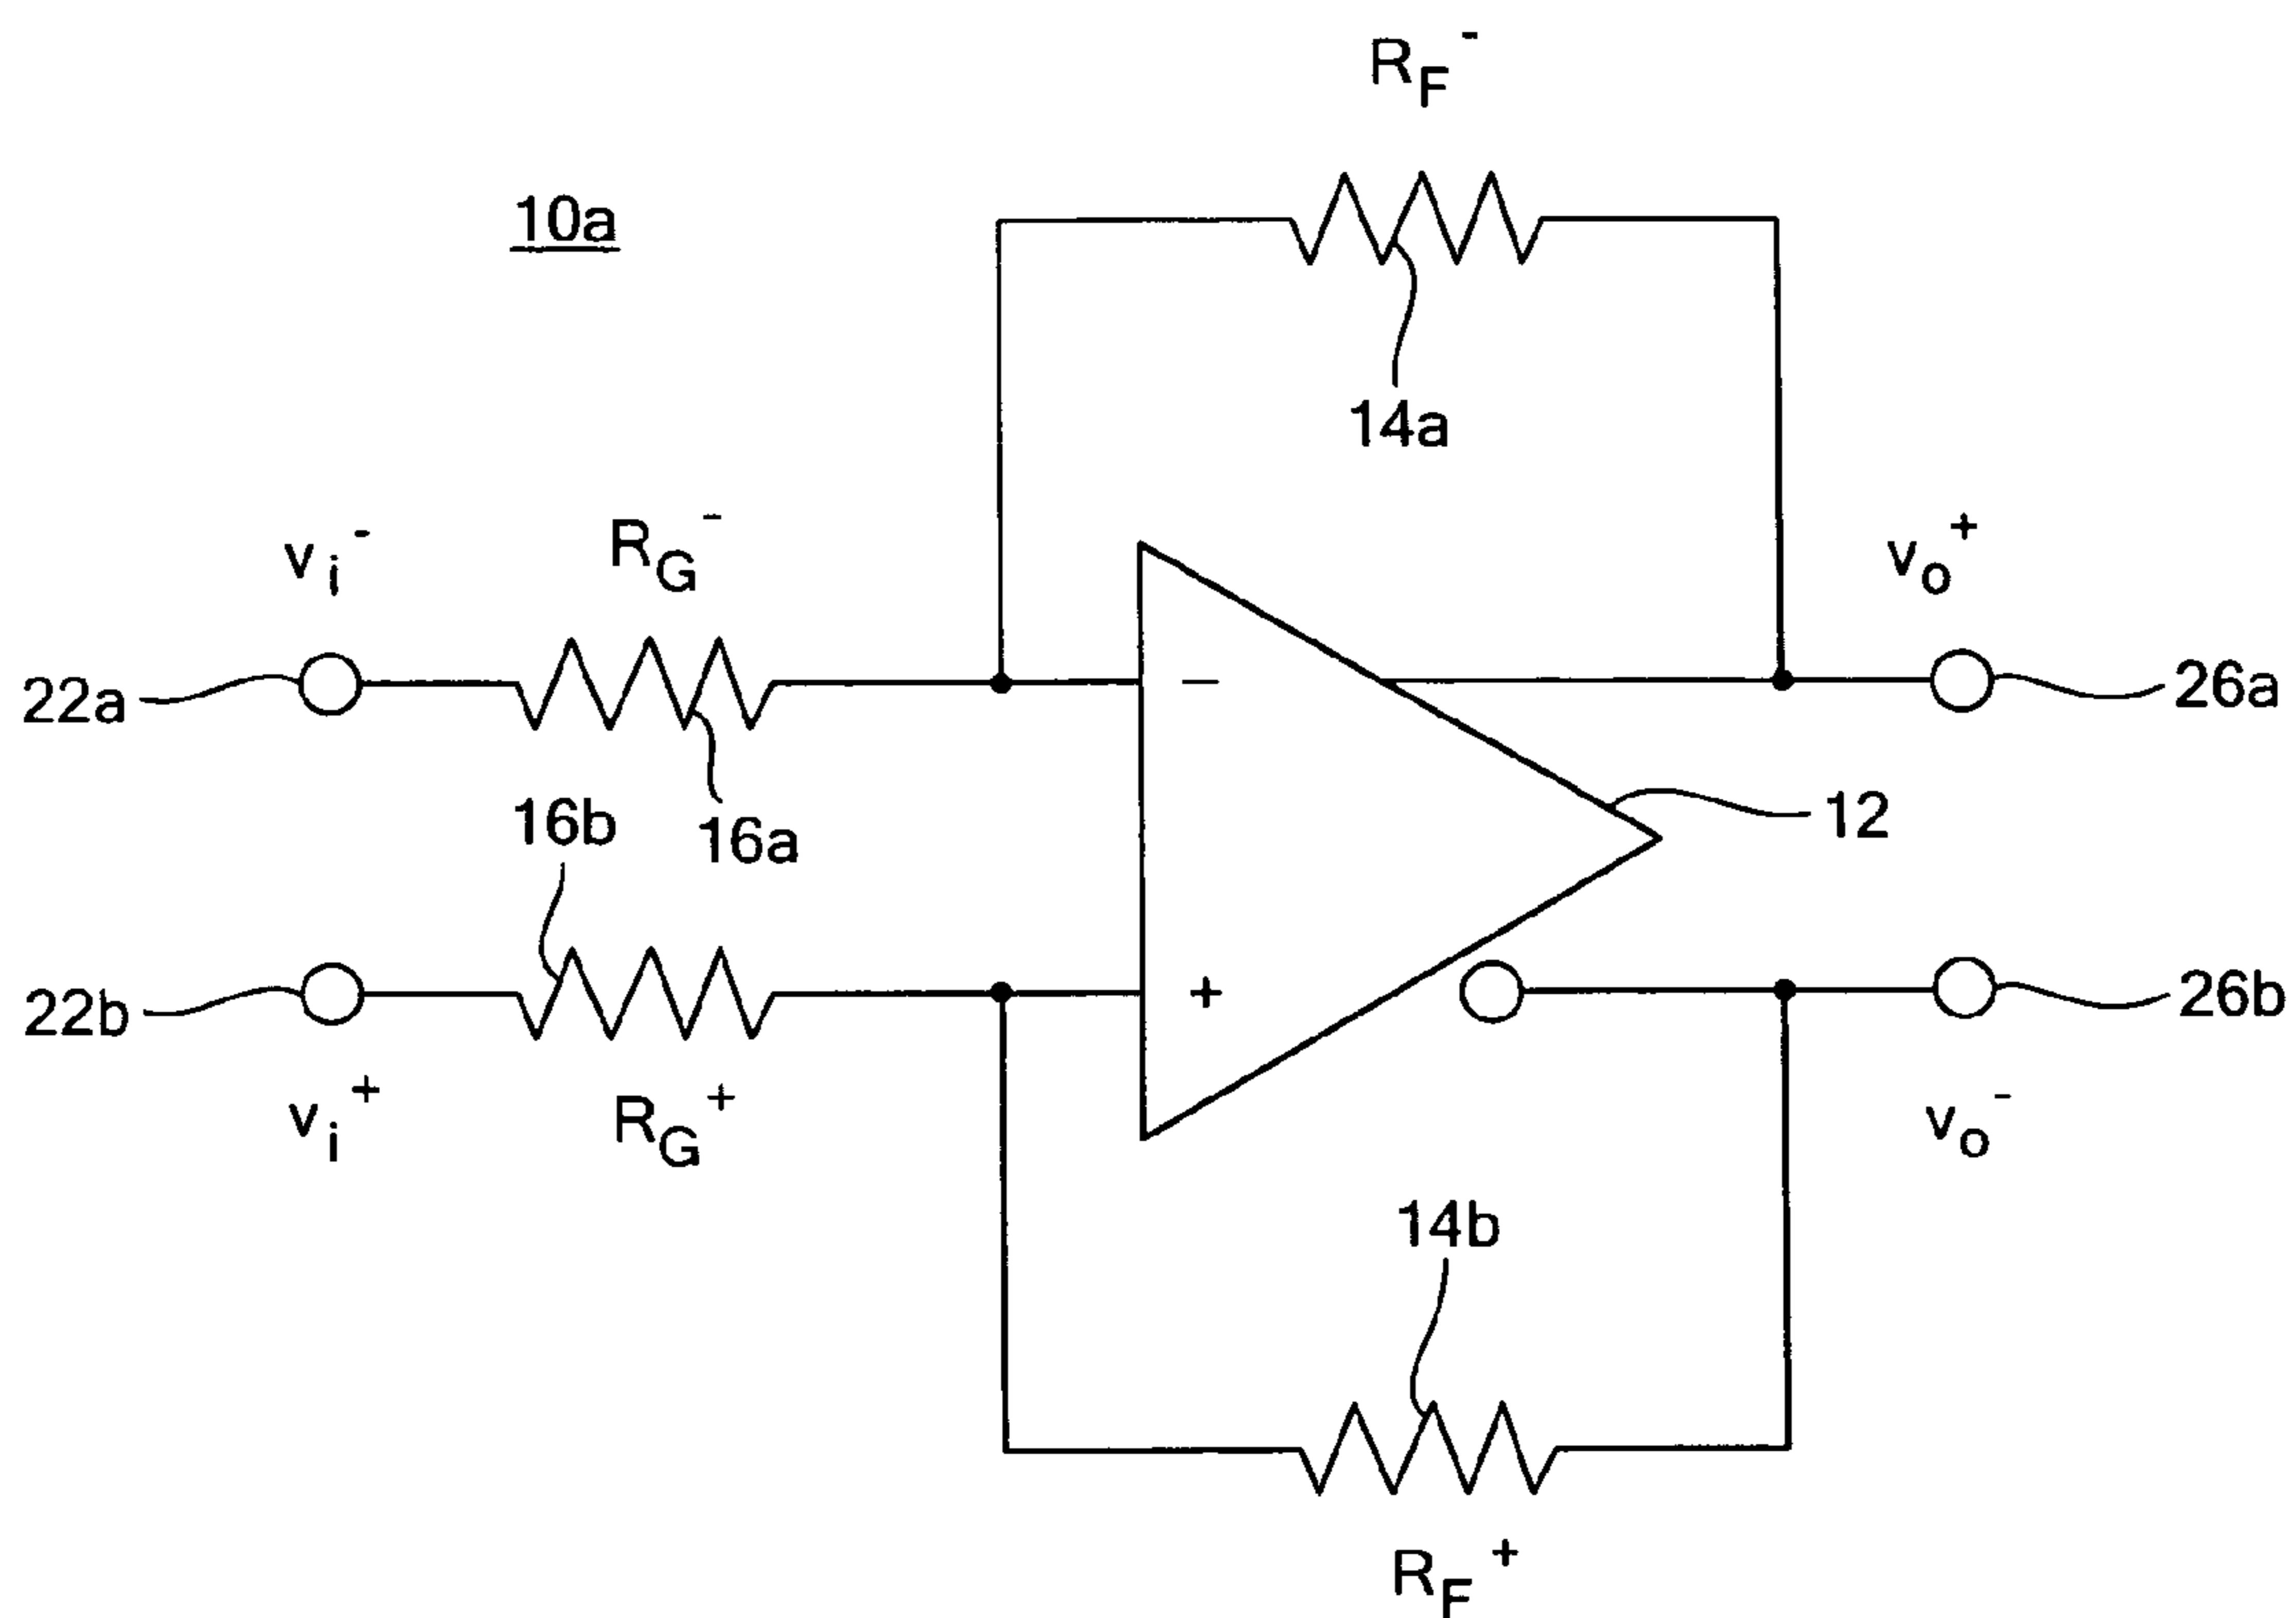 R_F^-
10a
14a
v_i^-
R_G^-
v_o^+
22a
26a
16b
16a
12
−
+
22b
26b
v_i^+
R_G^+
v_o^-
14b
R_F^+